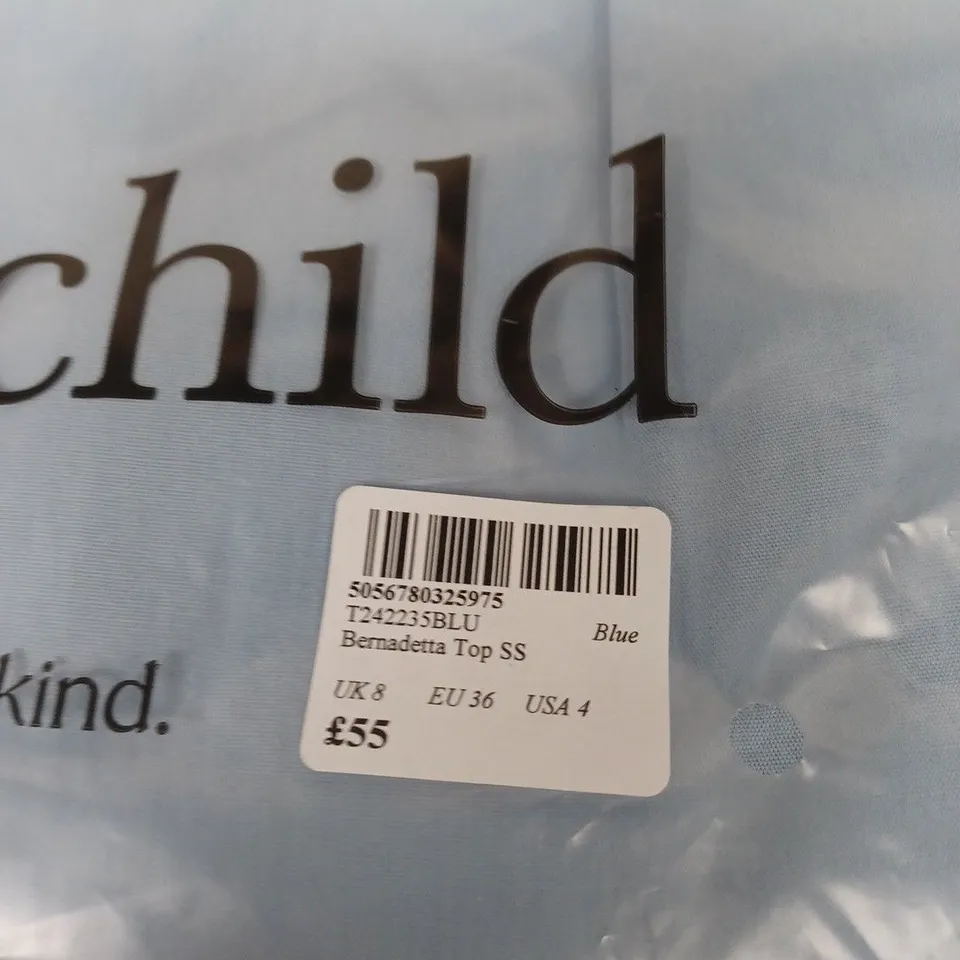 child
kind.
5056780325975
T242235BLU
Bernadetta Top SS
Blue
UK 8 EU 36 USA 4
£55